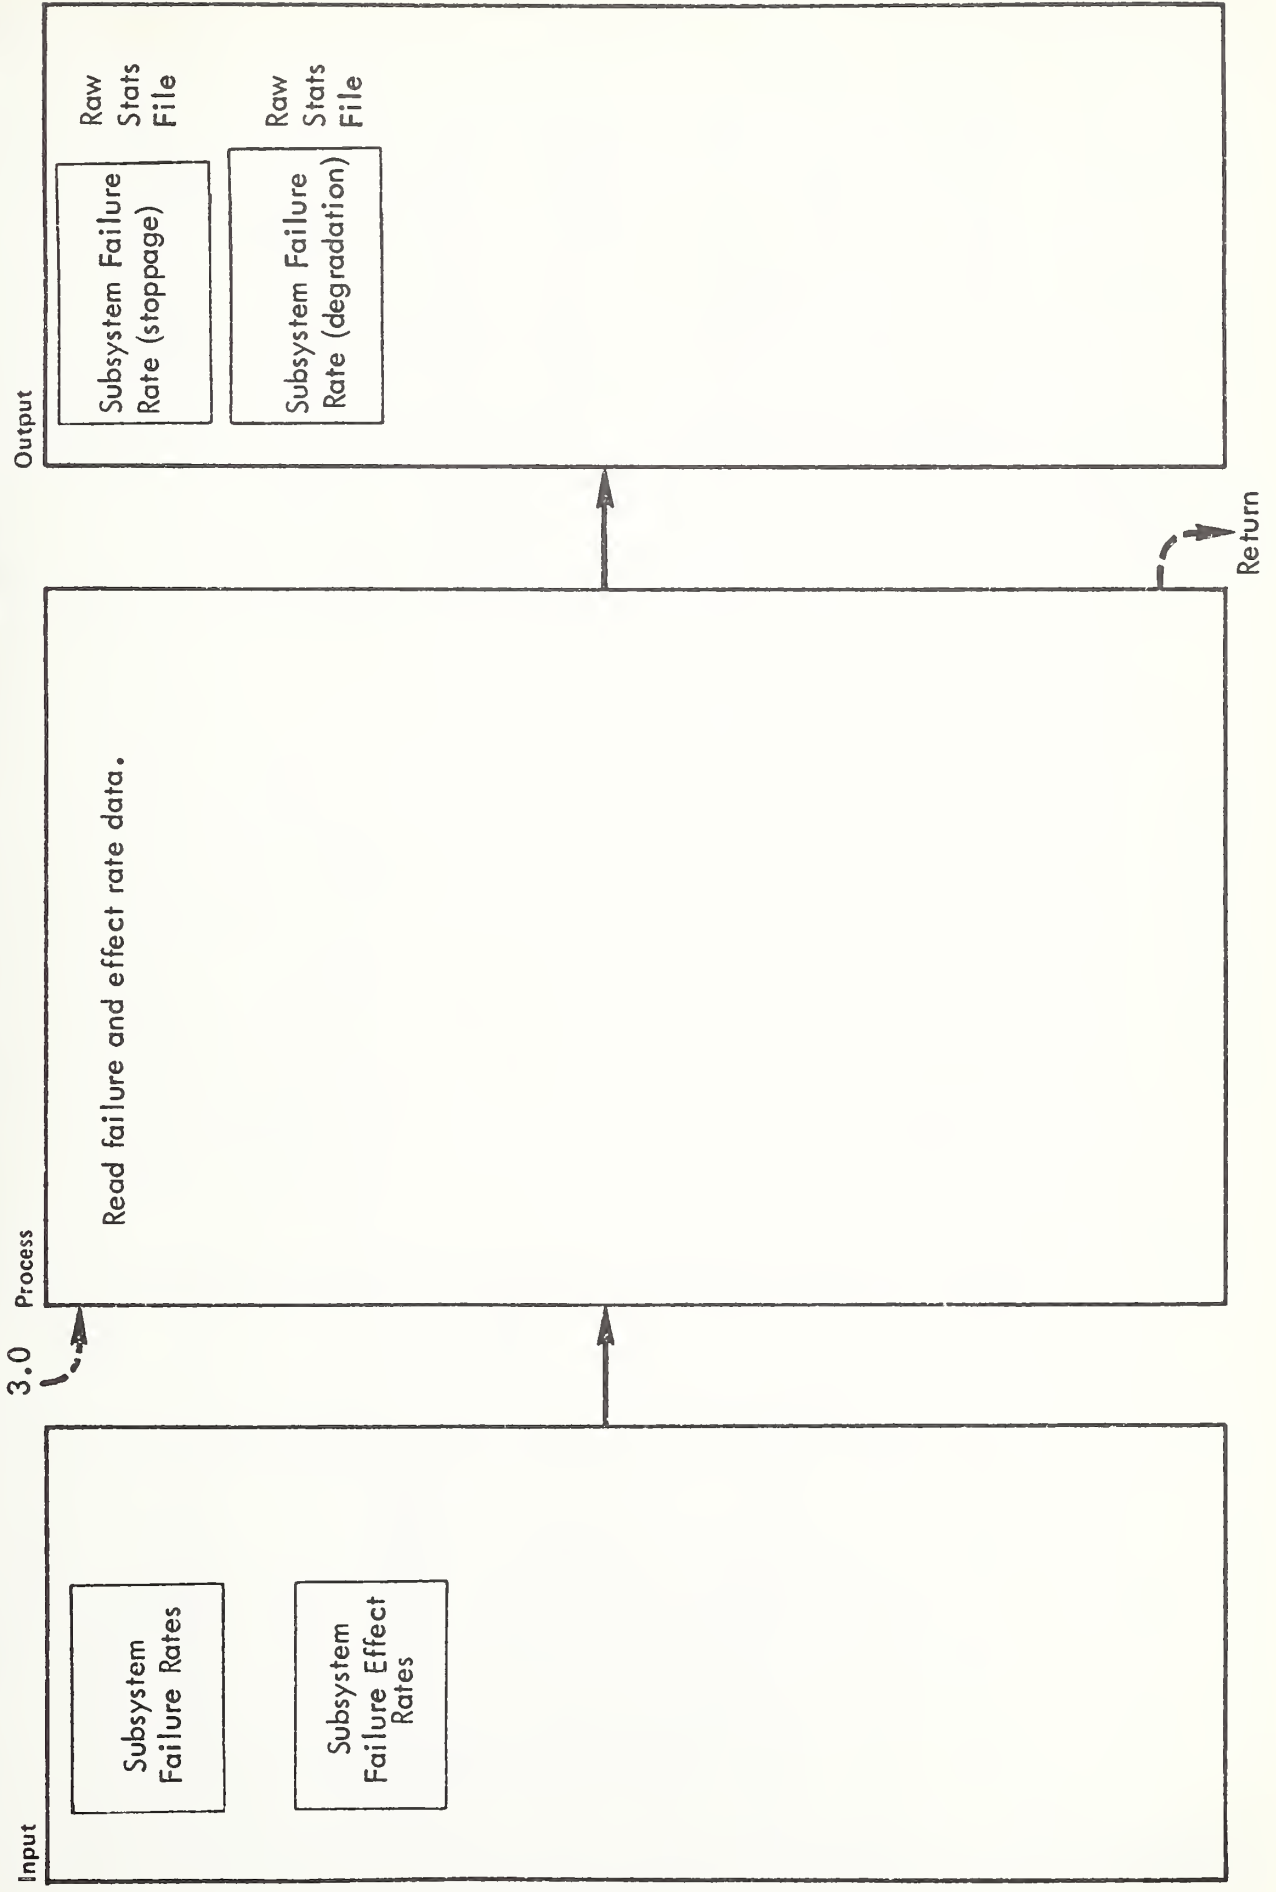 Input
Subsystem
Failure Rates
Subsystem
Failure Effect
Rates
3.0
Process
Read failure and effect rate data.
Return
Output
Subsystem Failure
Rate (stoppage)
Raw
Stats
File
Subsystem Failure
Rate (degradation)
Raw
Stats
File